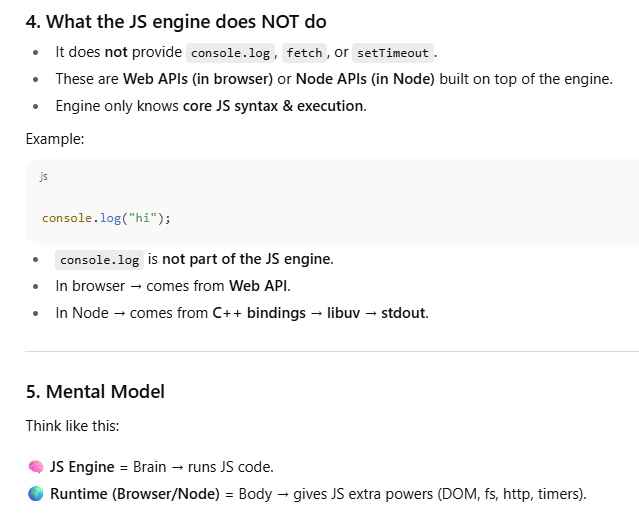 4. What the JS engine does NOT do
• It does not provide console.log, fetch, or setTimeout.
• These are Web APIs (in browser) or Node APIs (in Node) built on top of the engine.
• Engine only knows core JS syntax & execution.
Example:
js
console.log("hi");
• console.log is not part of the JS engine.
• In browser → comes from Web API.
• In Node → comes from C++ bindings → libuv → stdout.
5. Mental Model
Think like this:
🧠 JS Engine = Brain → runs JS code.
🌍 Runtime (Browser/Node) = Body → gives JS extra powers (DOM, fs, http, timers).